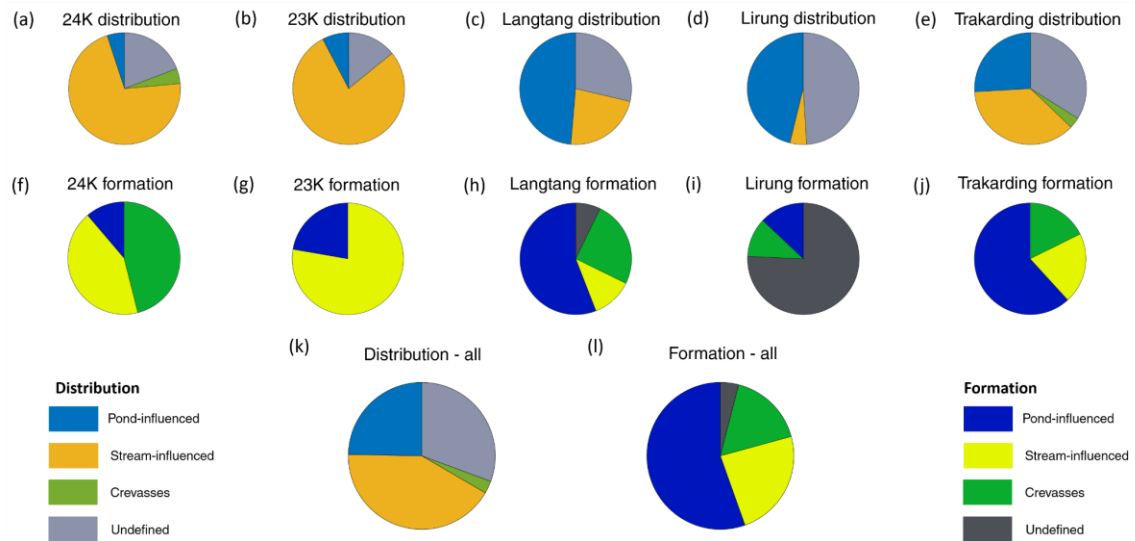 (a) 24K distribution
(b) 23K distribution
(c) Langtang distribution
(d) Lirung distribution
(e) Trakarding distribution
(f) 24K formation
(g) 23K formation
(h) Langtang formation
(i) Lirung formation
(j) Trakarding formation
(k) Distribution - all
(l) Formation - all
Distribution
Pond-influenced
Stream-influenced
Crevasses
Undefined
Formation
Pond-influenced
Stream-influenced
Crevasses
Undefined